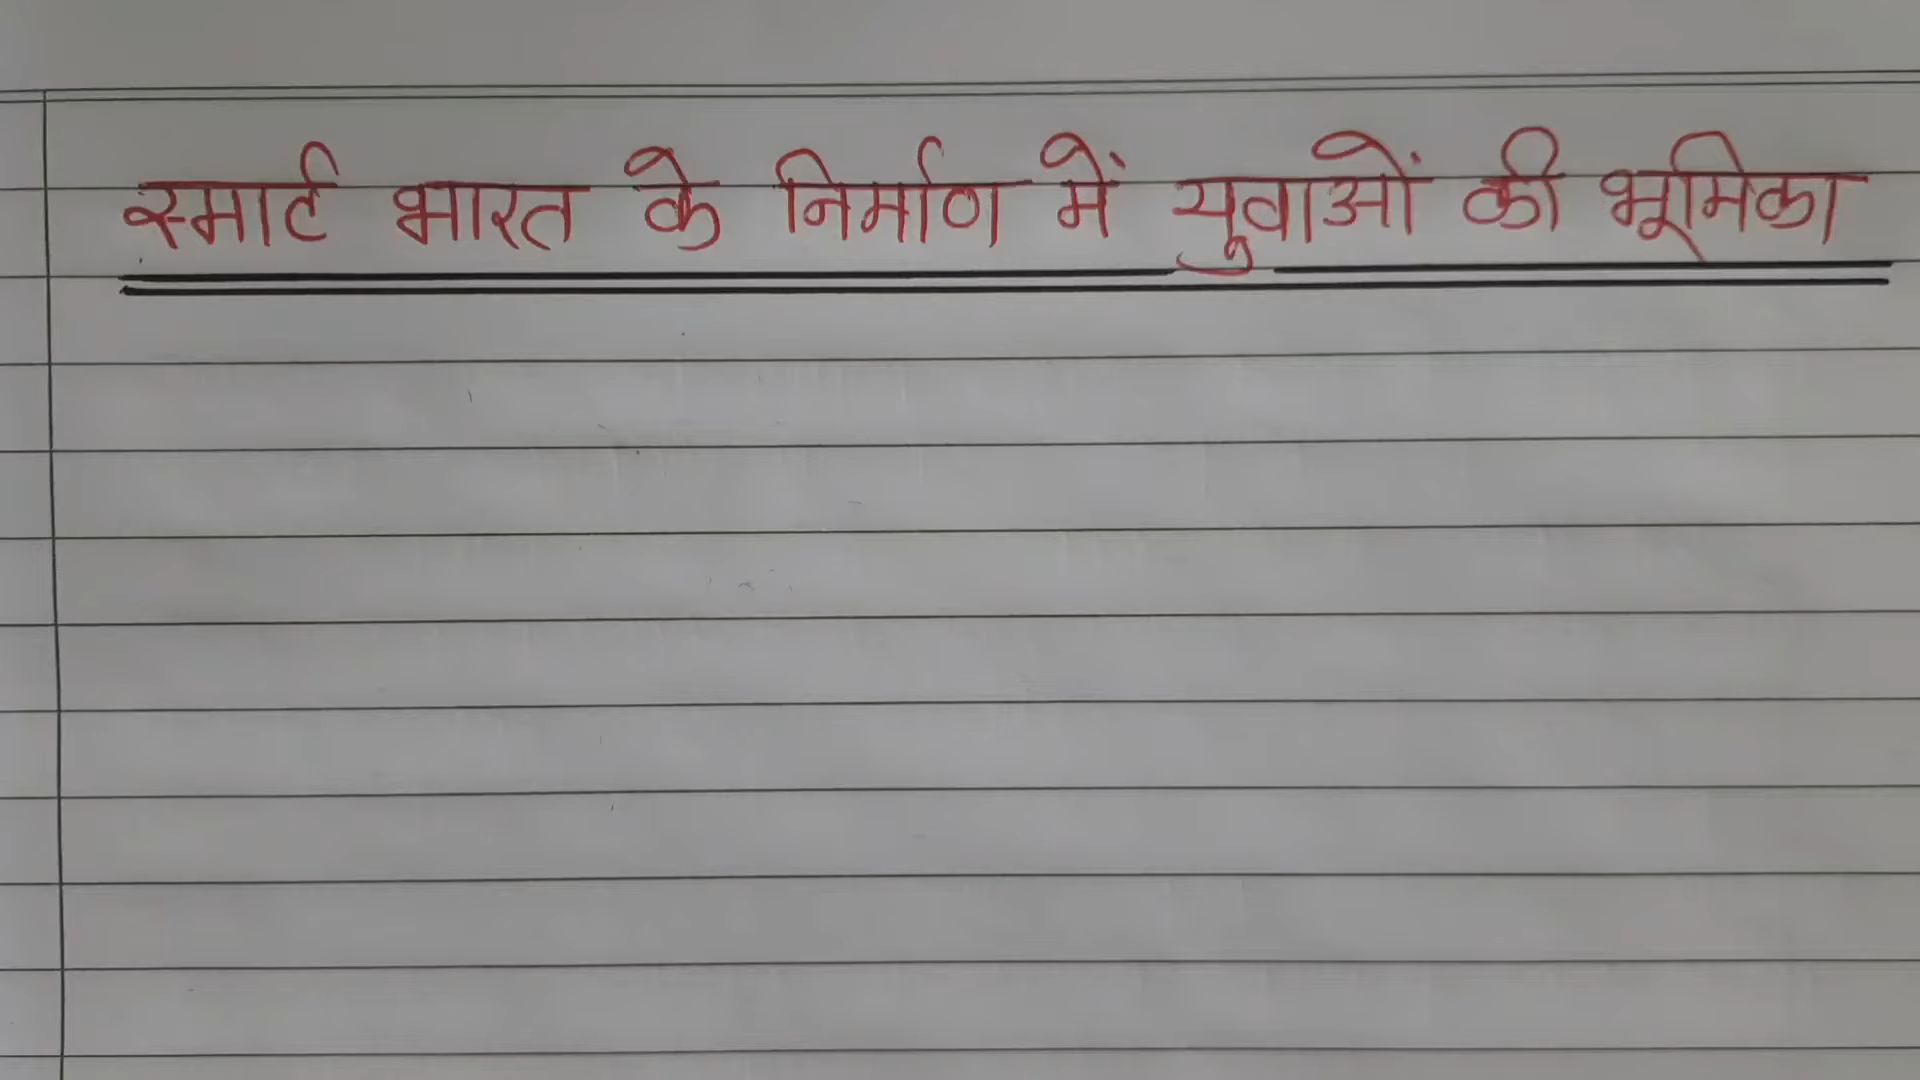 स्मार्ट भारत के निर्माण में युवाओं की भूमिका